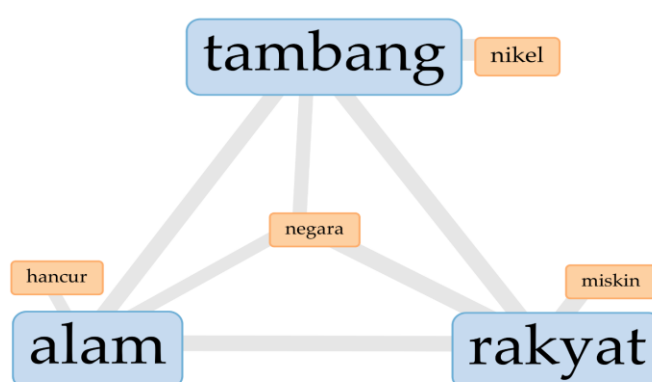 tambang
nikel
negara
hancur
miskin
alam
rakyat